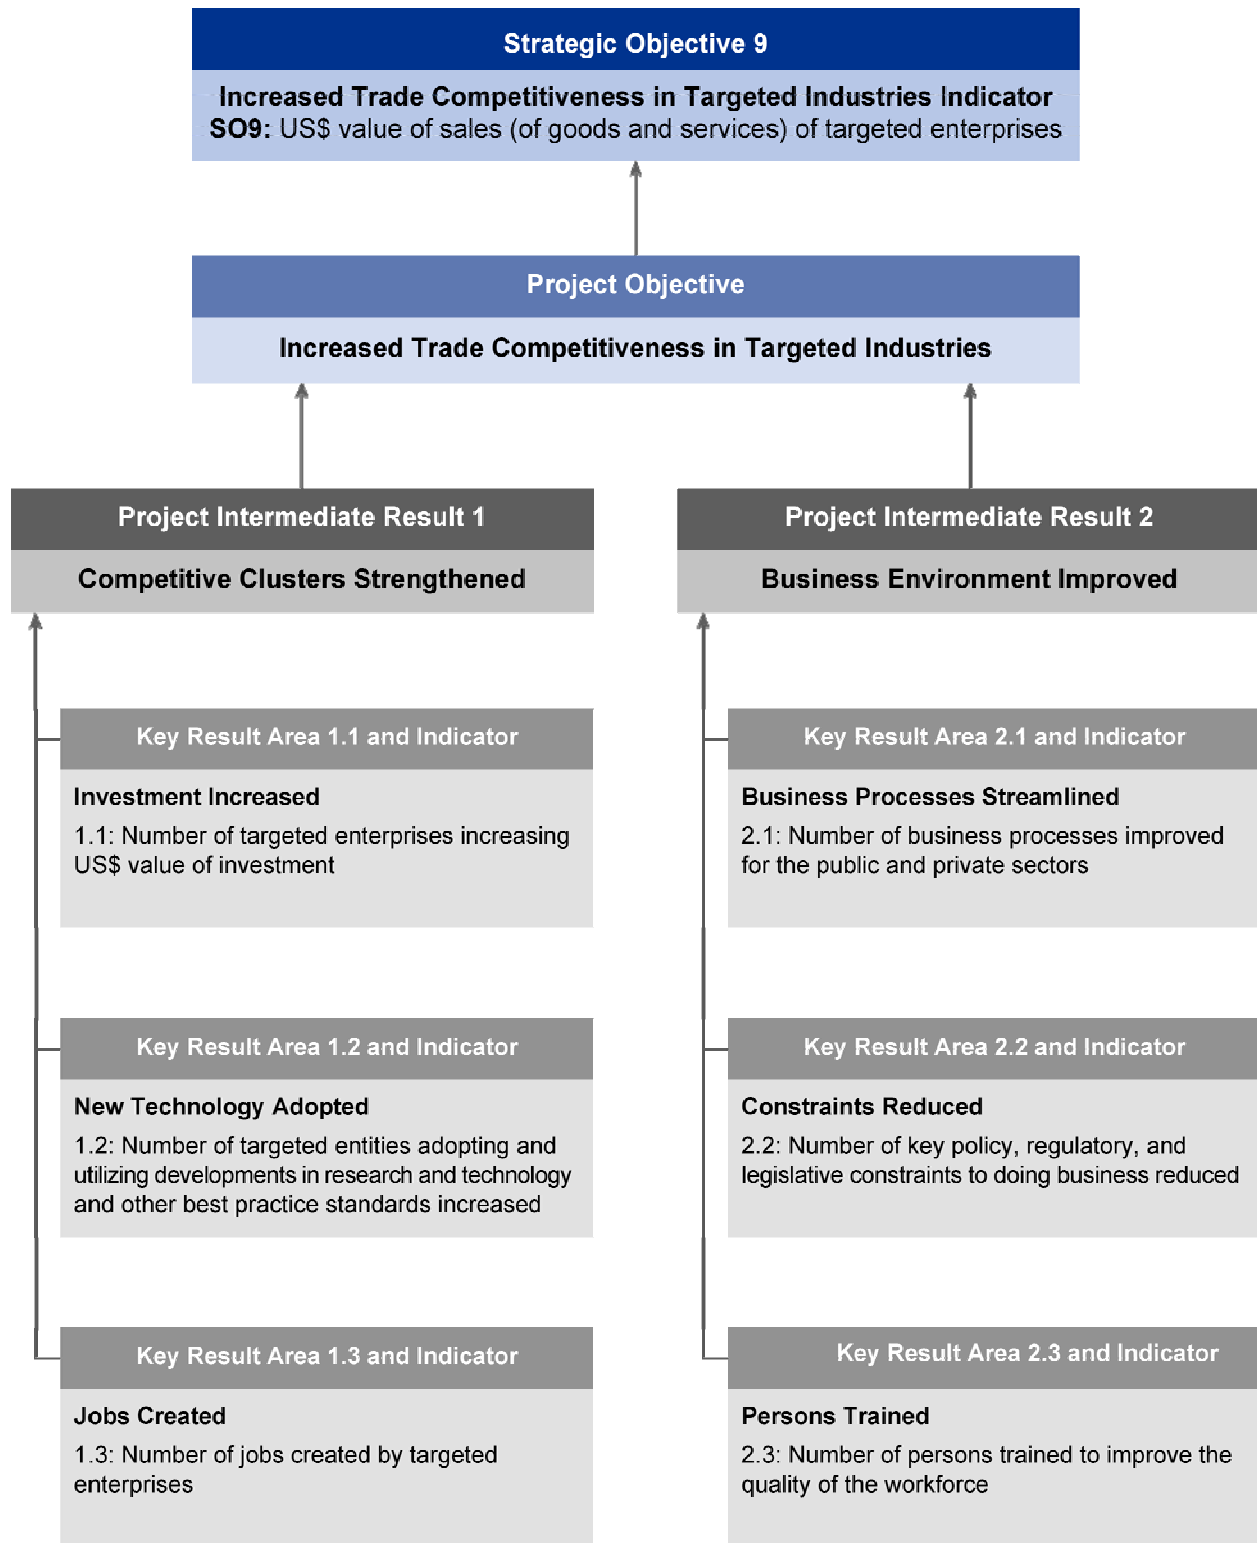 Strategic Objective 9
Increased Trade Competitiveness in Targeted Industries Indicator
SO9: US$ value of sales (of goods and services) of targeted enterprises
Project Objective
Increased Trade Competitiveness in Targeted Industries
Project Intermediate Result 1
Competitive Clusters Strengthened
Key Result Area 1.1 and Indicator
Investment Increased
1.1: Number of targeted enterprises increasing
US$ value of investment
Key Result Area 1.2 and Indicator
New Technology Adopted
1.2: Number of targeted entities adopting and
utilizing developments in research and technology
and other best practice standards increased
Key Result Area 1.3 and Indicator
Jobs Created
1.3: Number of jobs created by targeted
enterprises
Project Intermediate Result 2
Business Environment Improved
Key Result Area 2.1 and Indicator
Business Processes Streamlined
2.1: Number of business processes improved
for the public and private sectors
Key Result Area 2.2 and Indicator
Constraints Reduced
2.2: Number of key policy, regulatory, and
legislative constraints to doing business reduced
Key Result Area 2.3 and Indicator
Persons Trained
2.3: Number of persons trained to improve the
quality of the workforce